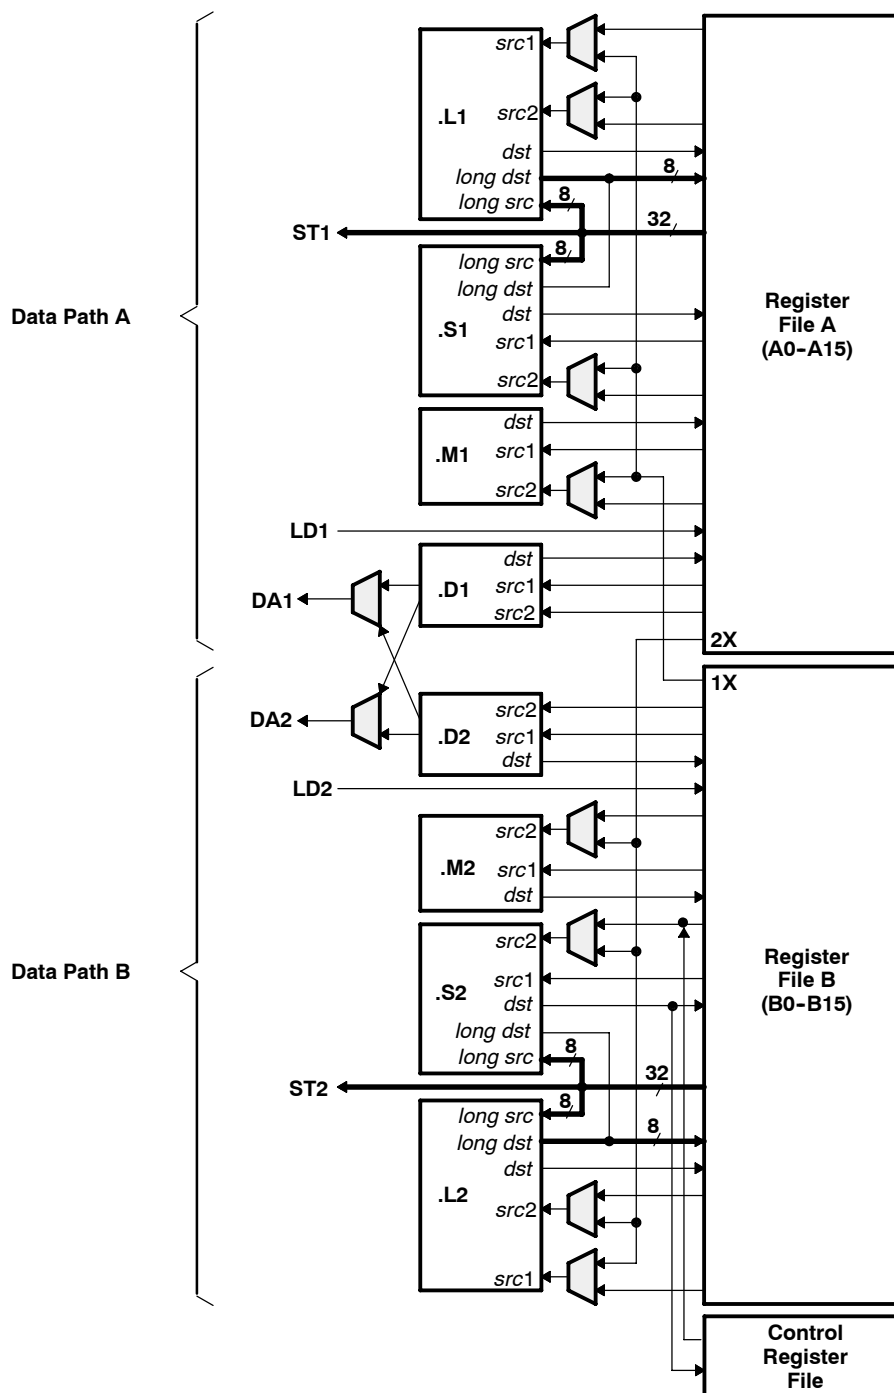 src1
.L1
src2
dst
long dst
8
long src
8
ST1
32
8
long src
long dst
dst
.S1
src1
src2
Data Path A
Register
File A
(A0-A15)
dst
.M1
src1
src2
LD1
dst
.D1
src1
src2
DA1
2X
1X
DA2
src2
.D2
src1
dst
LD2
src2
.M2
src1
dst
src2
.S2
src1
dst
long dst
long src
8
Data Path B
Register
File B
(B0-B15)
ST2
32
8
long src
long dst
8
dst
.L2
src2
src1
Control
Register
File